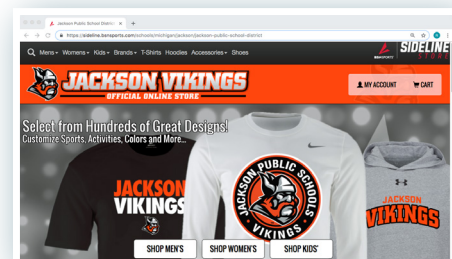 Jackson Public School District
https://sideline.bsnsports.com/schools/michigan/jackson/jackson-public-school-district
Mens Womens Kids Brands T-Shirts Hoodies Accessories Shoes
BSN SPORTS
SIDELINE
STORE
JACKSON VIKINGS
OFFICIAL ONLINE STORE
MY ACCOUNT
CART
Select from Hundreds of Great Designs!
Customize Sports, Activities, Colors and More...
JACKSON
VIKINGS
JACKSON PUBLIC SCHOOLS
VIKINGS
JACKSON
VIKINGS
SHOP MEN'S
SHOP WOMEN'S
SHOP KIDS'